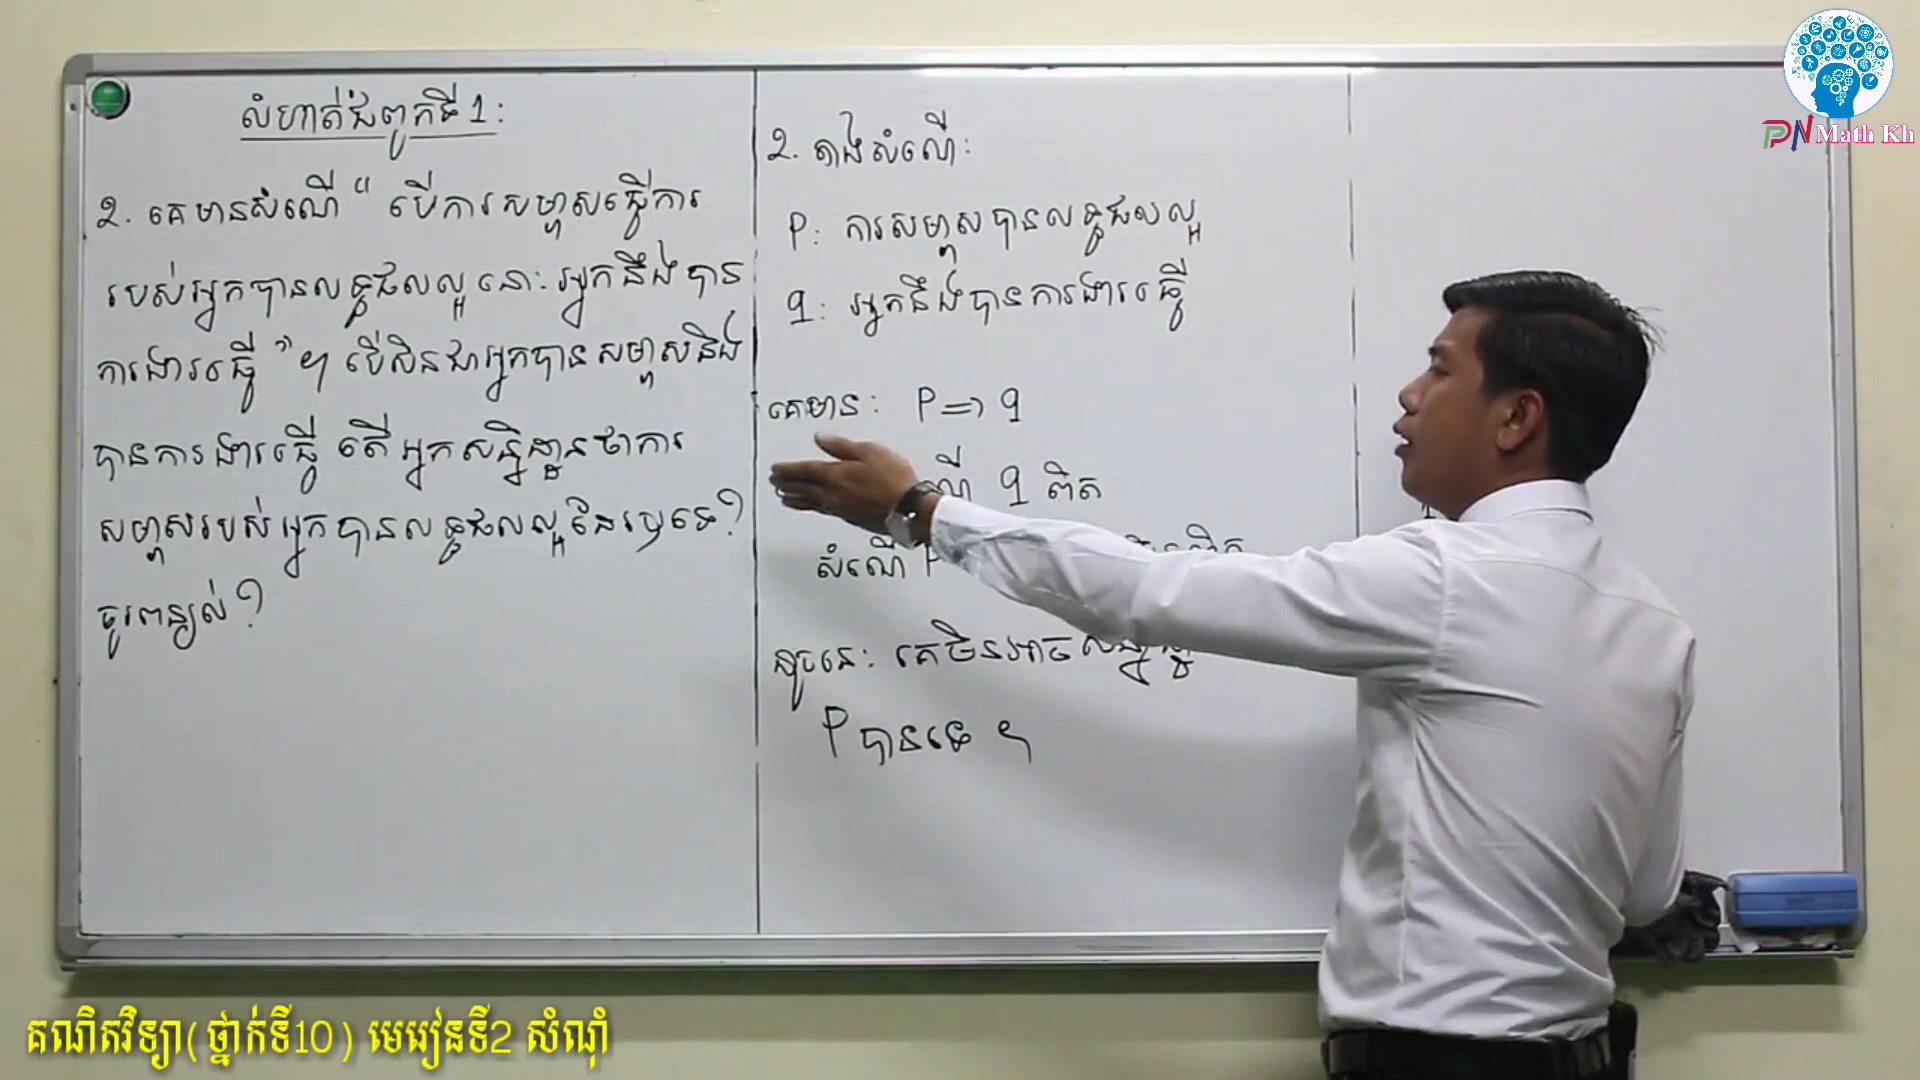 សំហាត់ជំពូកទី1:
2. គេមានសំណើ "បើការសម្ភាសធ្វើការ
របស់អ្នកបានលទ្ធផលល្អនោះអ្នកនឹងបាន
ការងារធ្វើ" ។ បើសិនជាអ្នកបានសម្ភាសនិង
បានការងារធ្វើ តើអ្នកសន្និដ្ឋានថាការ
សម្ភាសរបស់អ្នកបានលទ្ធផលល្អដែរឬទេ?
ចូរពន្យល់?
2. តាងសំណើ:
P: ការសម្ភាសបានលទ្ធផលល្អ
q: អ្នកនឹងបានការងារធ្វើ
គេមាន: P ⇒ q
ណើ q ពិត
សំណើ P
ដូចនេះ គេមិនអាចសន្និដ្ឋាន
P បានទេ ។
PN Math Kh
គណិតវិទ្យា(ថ្នាក់ទី10) មេរៀនទី2 សំណុំ